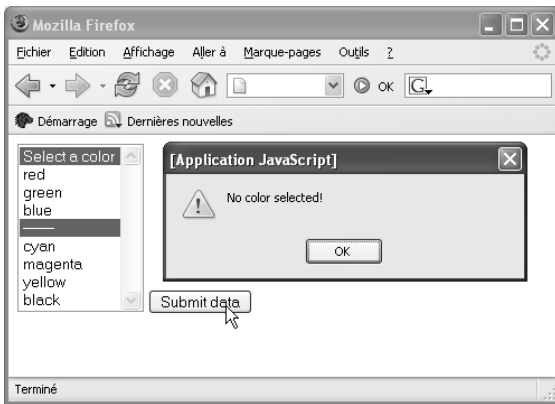 Mozilla Firefox
Fichier Edition Affichage Aller à Marque-pages Outils ?
OK G
Démarrage Dernières nouvelles
Select a color
red
green
blue
——
cyan
magenta
yellow
black
[Application JavaScript]
No color selected!
OK
Submit data
Terminé